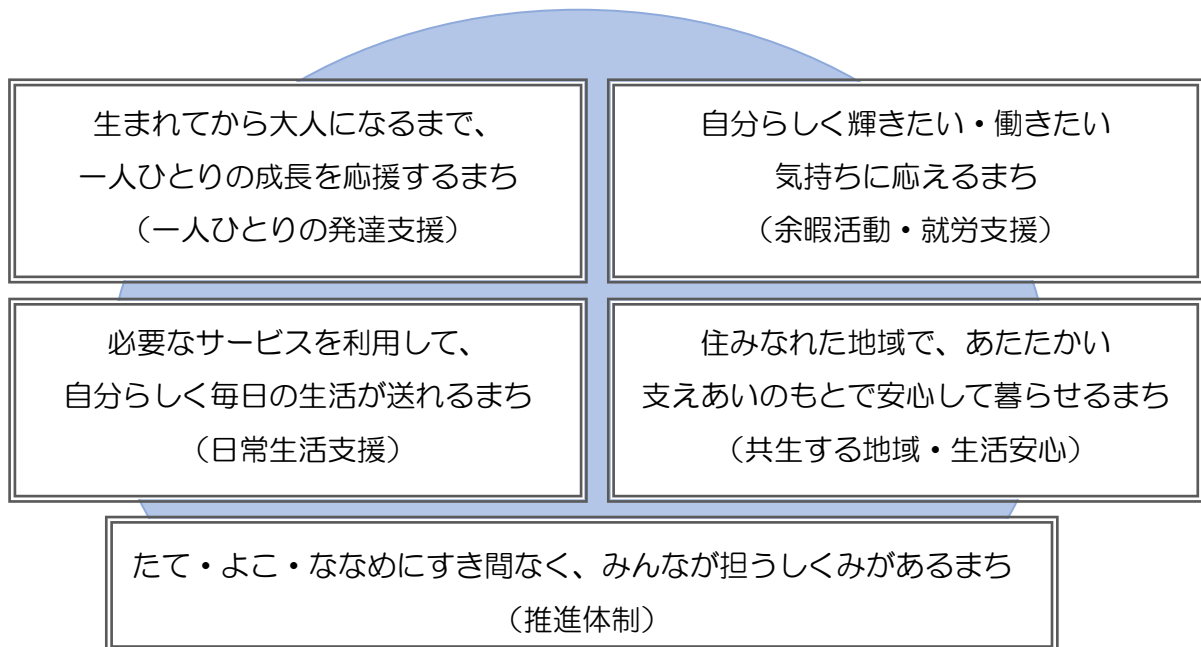 生まれてから大人になるまで、
一人ひとりの成長を応援するまち
（一人ひとりの発達支援）
自分らしく輝きたい・働きたい
気持ちに応えるまち
（余暇活動・就労支援）
必要なサービスを利用して、
自分らしく毎日の生活が送れるまち
（日常生活支援）
住みなれた地域で、あたたかい
支えあいのもとで安心して暮らせるまち
（共生する地域・生活安心）
たて・よこ・ななめにすき間なく、みんなが担うしくみがあるまち
（推進体制）